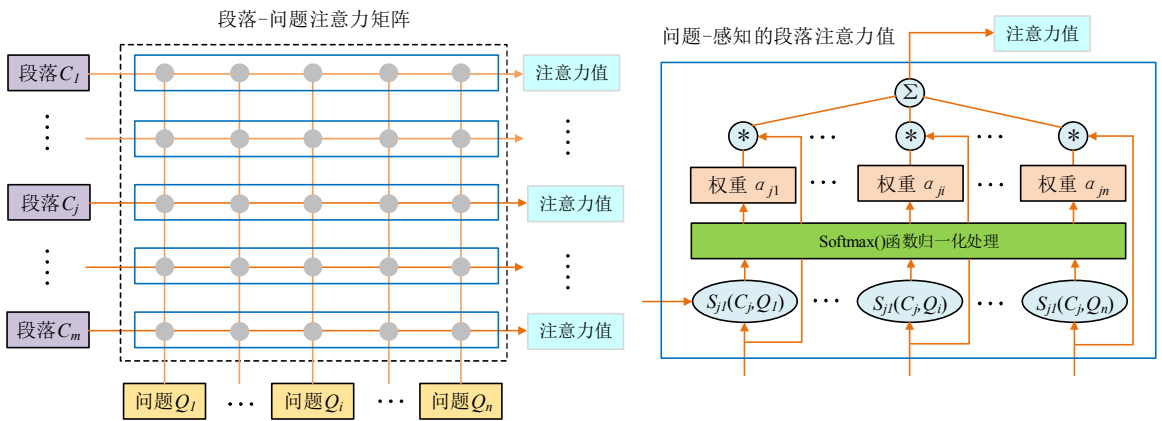 段落-问题注意力矩阵
段落C1
注意力值
⋮
⋮
段落Cj
注意力值
⋮
⋮
段落Cm
注意力值
问题Q1
···
问题Qi
···
问题Qn
问题-感知的段落注意力值
注意力值
Σ
*
···
*
···
*
权重 αj1
···
权重 αji
···
权重 αjn
Softmax()函数归一化处理
Sj1(Cj,Q1)
···
Sj1(Cj,Qi)
···
Sj1(Cj,Qn)